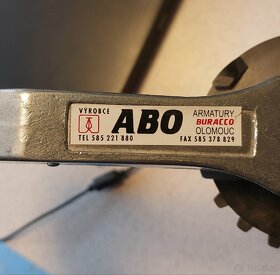 VÝROBCE
ABO
ARMATURY
BURACCO
OLOMOUC
TEL 585 221 880
FAX 585 378 829